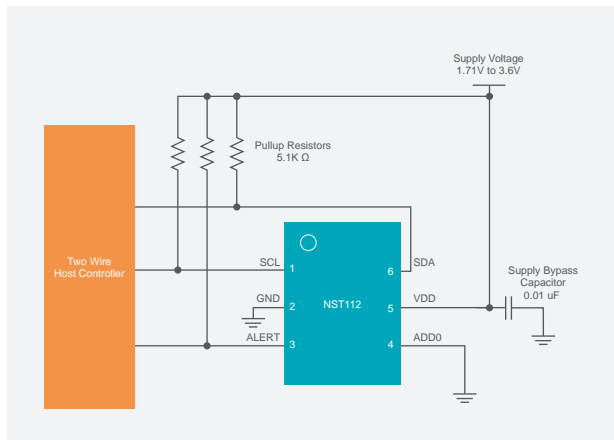 Supply Voltage
1.71V to 3.6V
Pullup Resistors
5.1K Ω
Two Wire
Host Controller
SCL
1
GND
2
ALERT
3
NST112
6
SDA
5
VDD
4
ADD0
Supply Bypass
Capacitor
0.01 uF